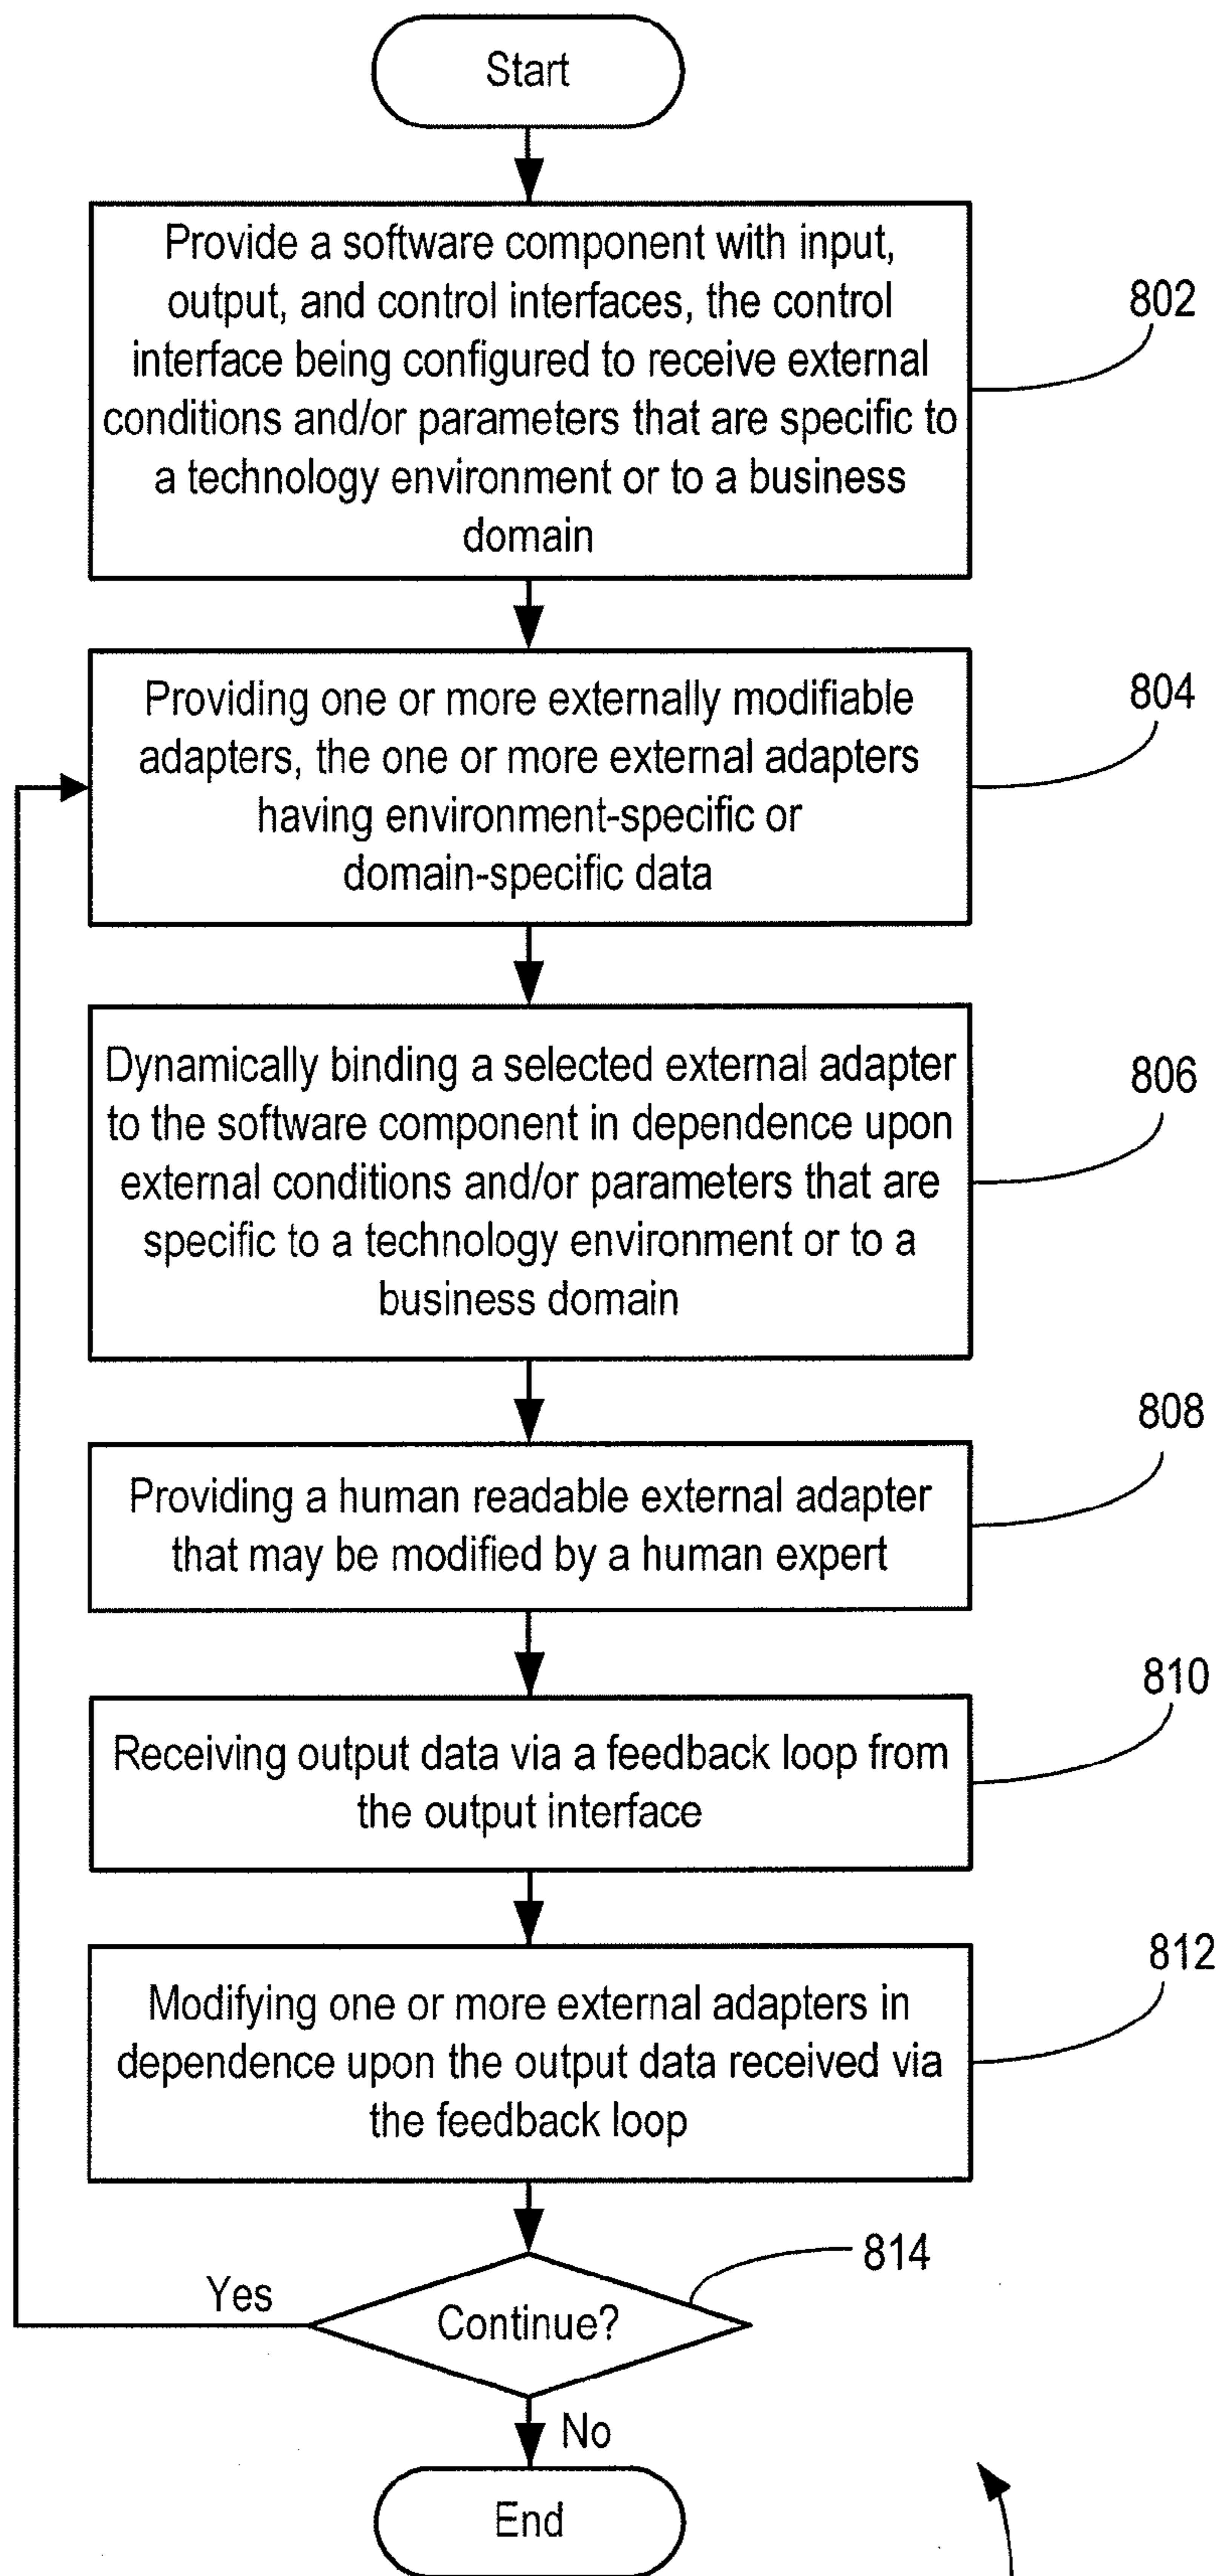 Start
Provide a software component with input,
output, and control interfaces, the control
interface being configured to receive external
conditions and/or parameters that are specific to
a technology environment or to a business
domain
802
Providing one or more externally modifiable
adapters, the one or more external adapters
having environment-specific or
domain-specific data
804
Dynamically binding a selected external adapter
to the software component in dependence upon
external conditions and/or parameters that are
specific to a technology environment or to a
business domain
806
Providing a human readable external adapter
that may be modified by a human expert
808
Receiving output data via a feedback loop from
the output interface
810
Modifying one or more external adapters in
dependence upon the output data received via
the feedback loop
812
814
Yes
Continue?
No
End